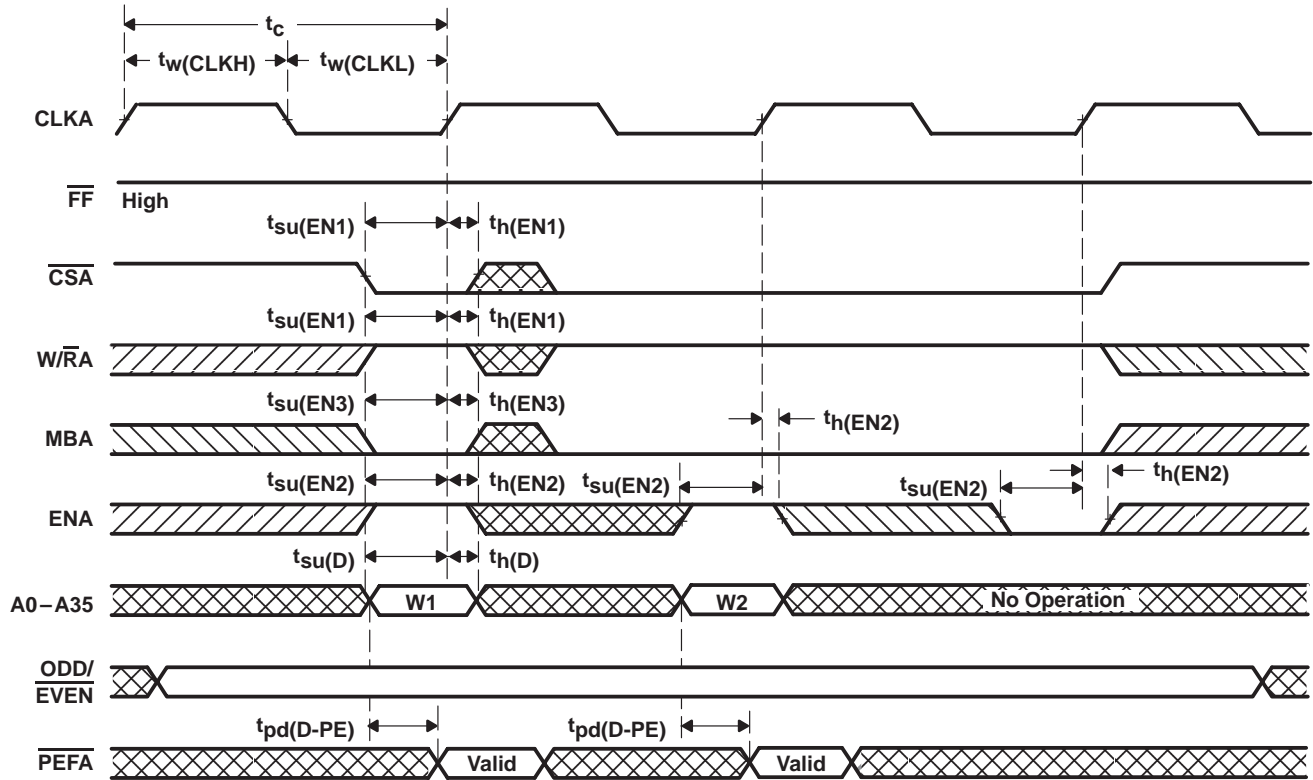 tc
tw(CLKH)
tw(CLKL)
CLKA
FF
High
tsu(EN1)
th(EN1)
CSA
tsu(EN1)
th(EN1)
W/RA
tsu(EN3)
th(EN3)
th(EN2)
MBA
tsu(EN2)
th(EN2)
tsu(EN2)
tsu(EN2)
th(EN2)
ENA
tsu(D)
th(D)
A0–A35
W1
W2
No Operation
ODD/
EVEN
tpd(D-PE)
tpd(D-PE)
PEFA
Valid
Valid